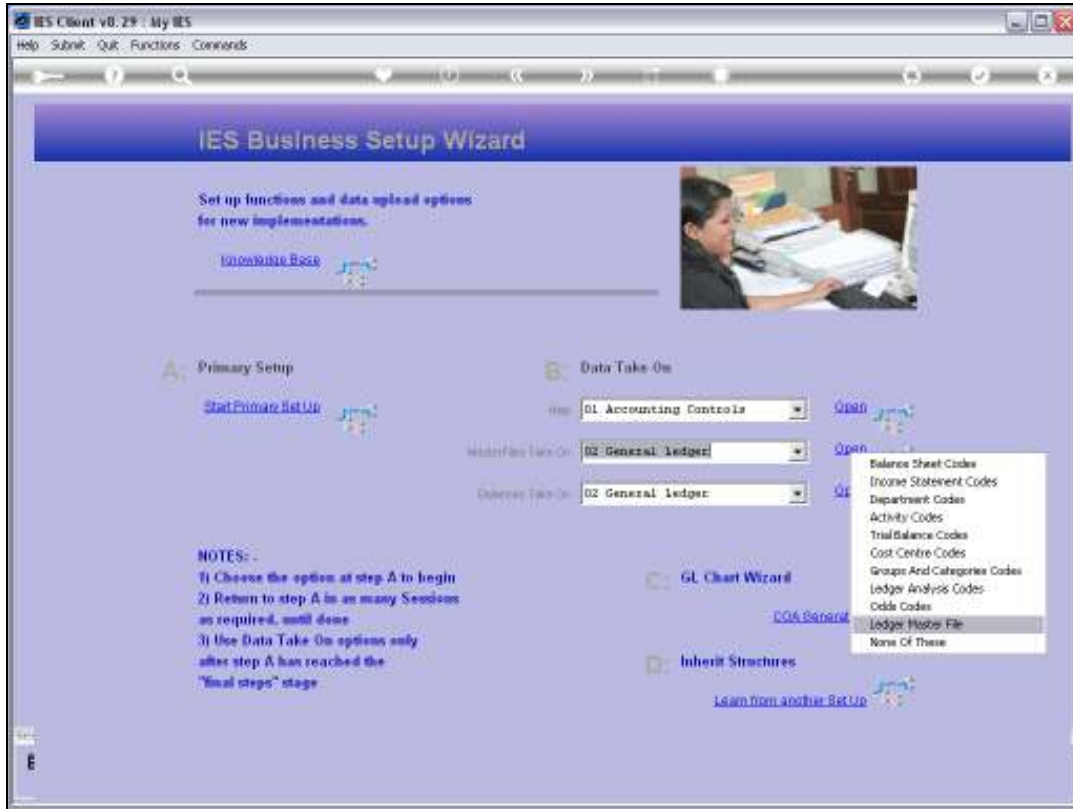 IES Client v8.29 : My IES
Help Submit Quit Functions Commands
IES Business Setup Wizard
Set up functions and data upload options
for new implementations.
Knowledge Base
A: Primary Setup
B: Data Take-On
Start Primary Set Up
Help
01 Accounting Controls
Open
MasterFiles Take-On
02 General ledger
Open
Balances Take-On
02 General ledger
Balance Sheet Codes
Income Statement Codes
Department Codes
Activity Codes
Trial Balance Codes
Cost Centre Codes
Groups And Categories Codes
Ledger Analysis Codes
Odds Codes
Ledger Master File
None Of These
NOTES: -
1) Choose the option at step A to begin
2) Return to step A in as many Sessions
as required, until done
3) Use Data Take On options only
after step A has reached the
"final steps" stage
C: GL Chart Wizard
COA Generat
D: Inherit Structures
Learn from another Set Up